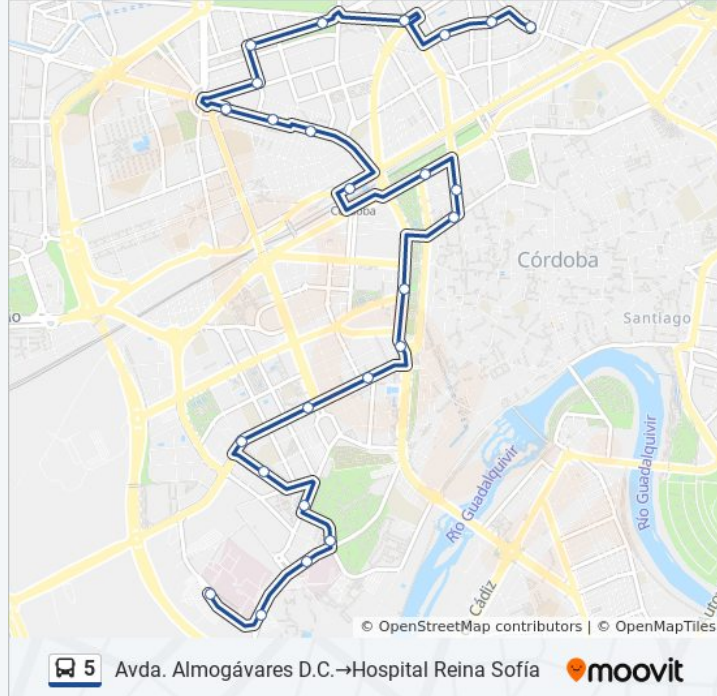 Córdoba
Córdoba
Santiago
Río Guadalquivir
Río Guadalquivir
Cádiz
© OpenStreetMap contributors | © OpenMapTiles
5 Avda. Almogávares D.C.→Hospital Reina Sofía moovit